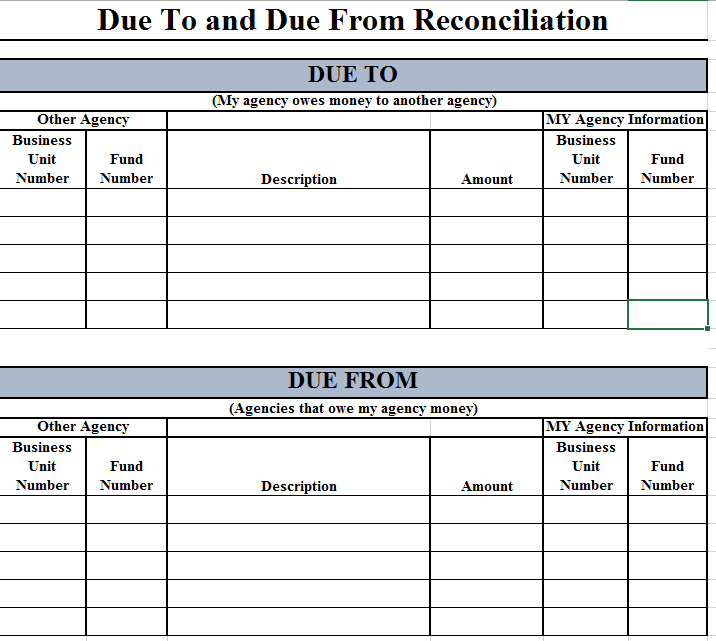 Due To and Due From Reconciliation
DUE TO
(My agency owes money to another agency)
Other Agency MY Agency Information
Business Business
Unit Fund Unit Fund
Number Number Description Amount Number Number
DUE FROM
(Agencies that owe my agency money)
Other Agency MY Agency Information
Business Business
Unit Fund Unit Fund
Number Number Description Amount Number Number